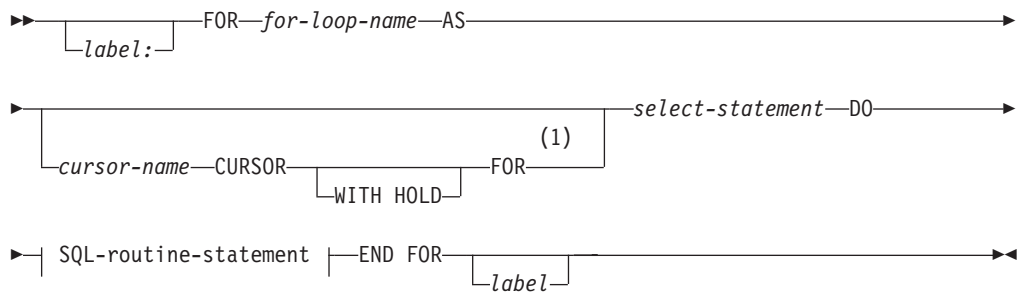 FOR for-loop-name AS
label:
select-statement DO
(1)
cursor-name CURSOR FOR
WITH HOLD
SQL-routine-statement END FOR
label